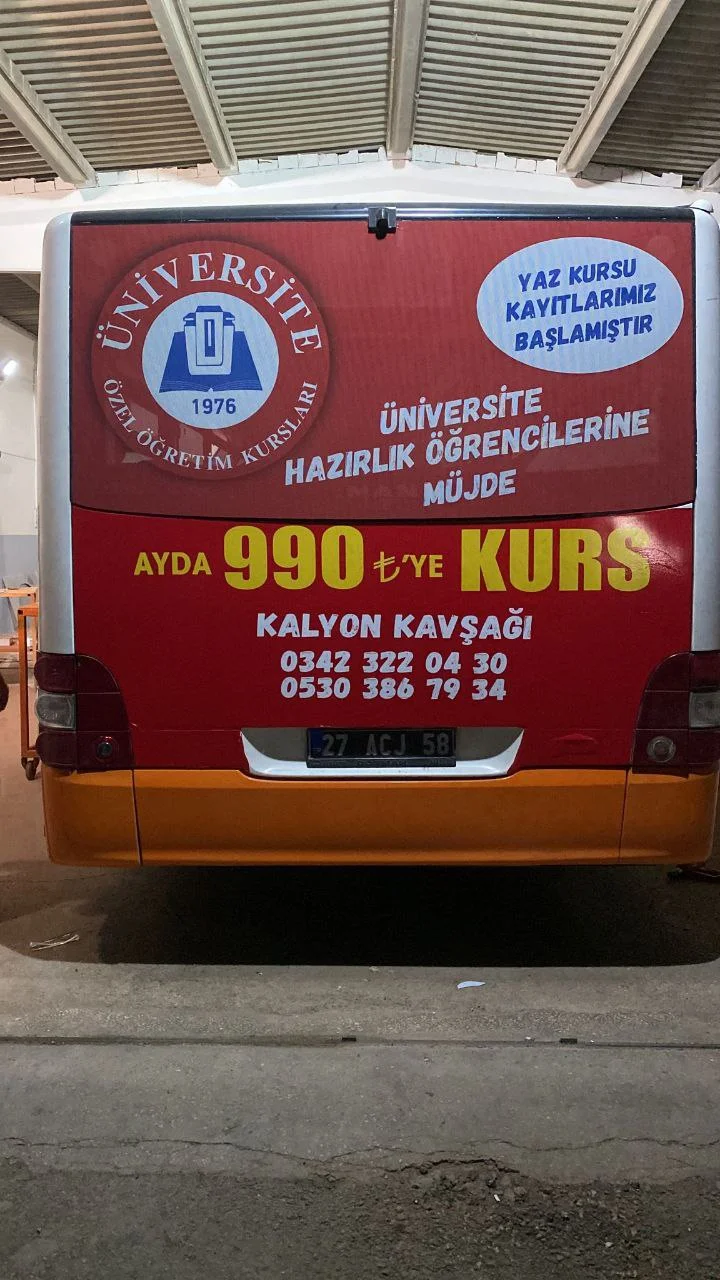 ÜNİVERSİTE
1976
ÖZEL ÖĞRETİM KURSLARI
YAZ KURSU
KAYITLARIMIZ
BAŞLAMIŞTIR
ÜNİVERSİTE
HAZIRLIK ÖĞRENCİLERİNE
MÜJDE
AYDA 990 ₺'YE KURS
KALYON KAVŞAĞI
0342 322 04 30
0530 386 79 34
27 ACJ 58